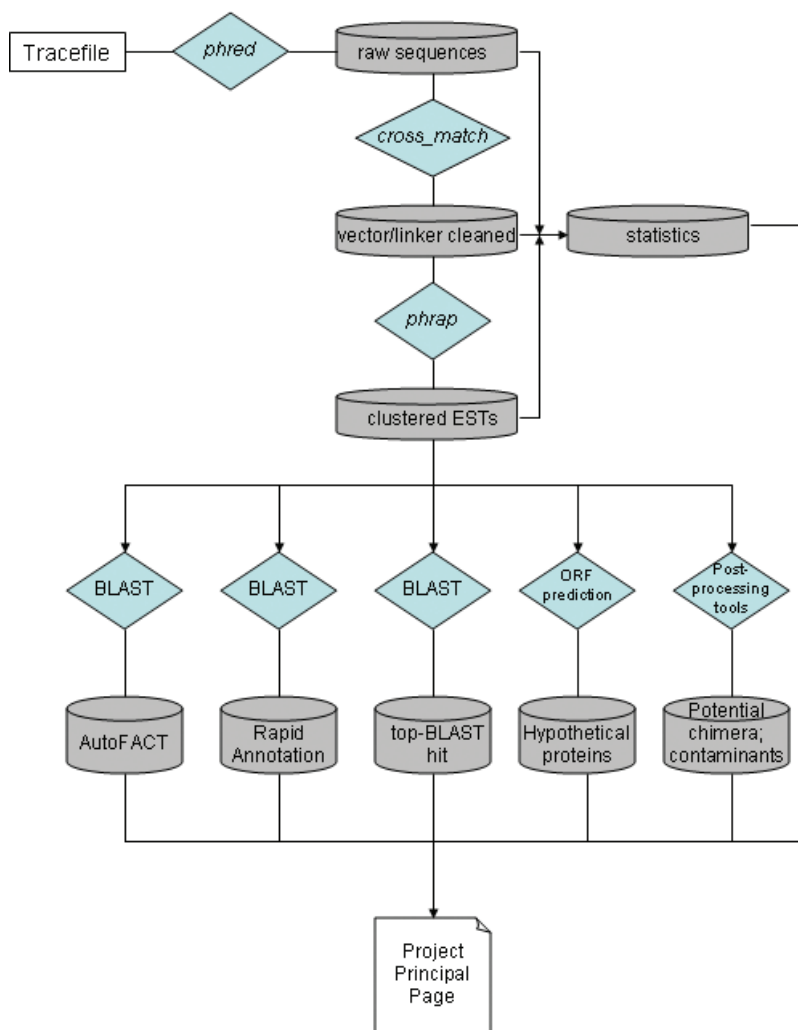 Tracefile
phred
raw sequences
cross_match
vector/linker cleaned
statistics
phrap
clustered ESTs
BLAST
BLAST
BLAST
ORF
prediction
Post-
processing
tools
AutoFACT
Rapid
Annotation
top-BLAST
hit
Hypothetical
proteins
Potential
chimera;
contaminants
Project
Principal
Page